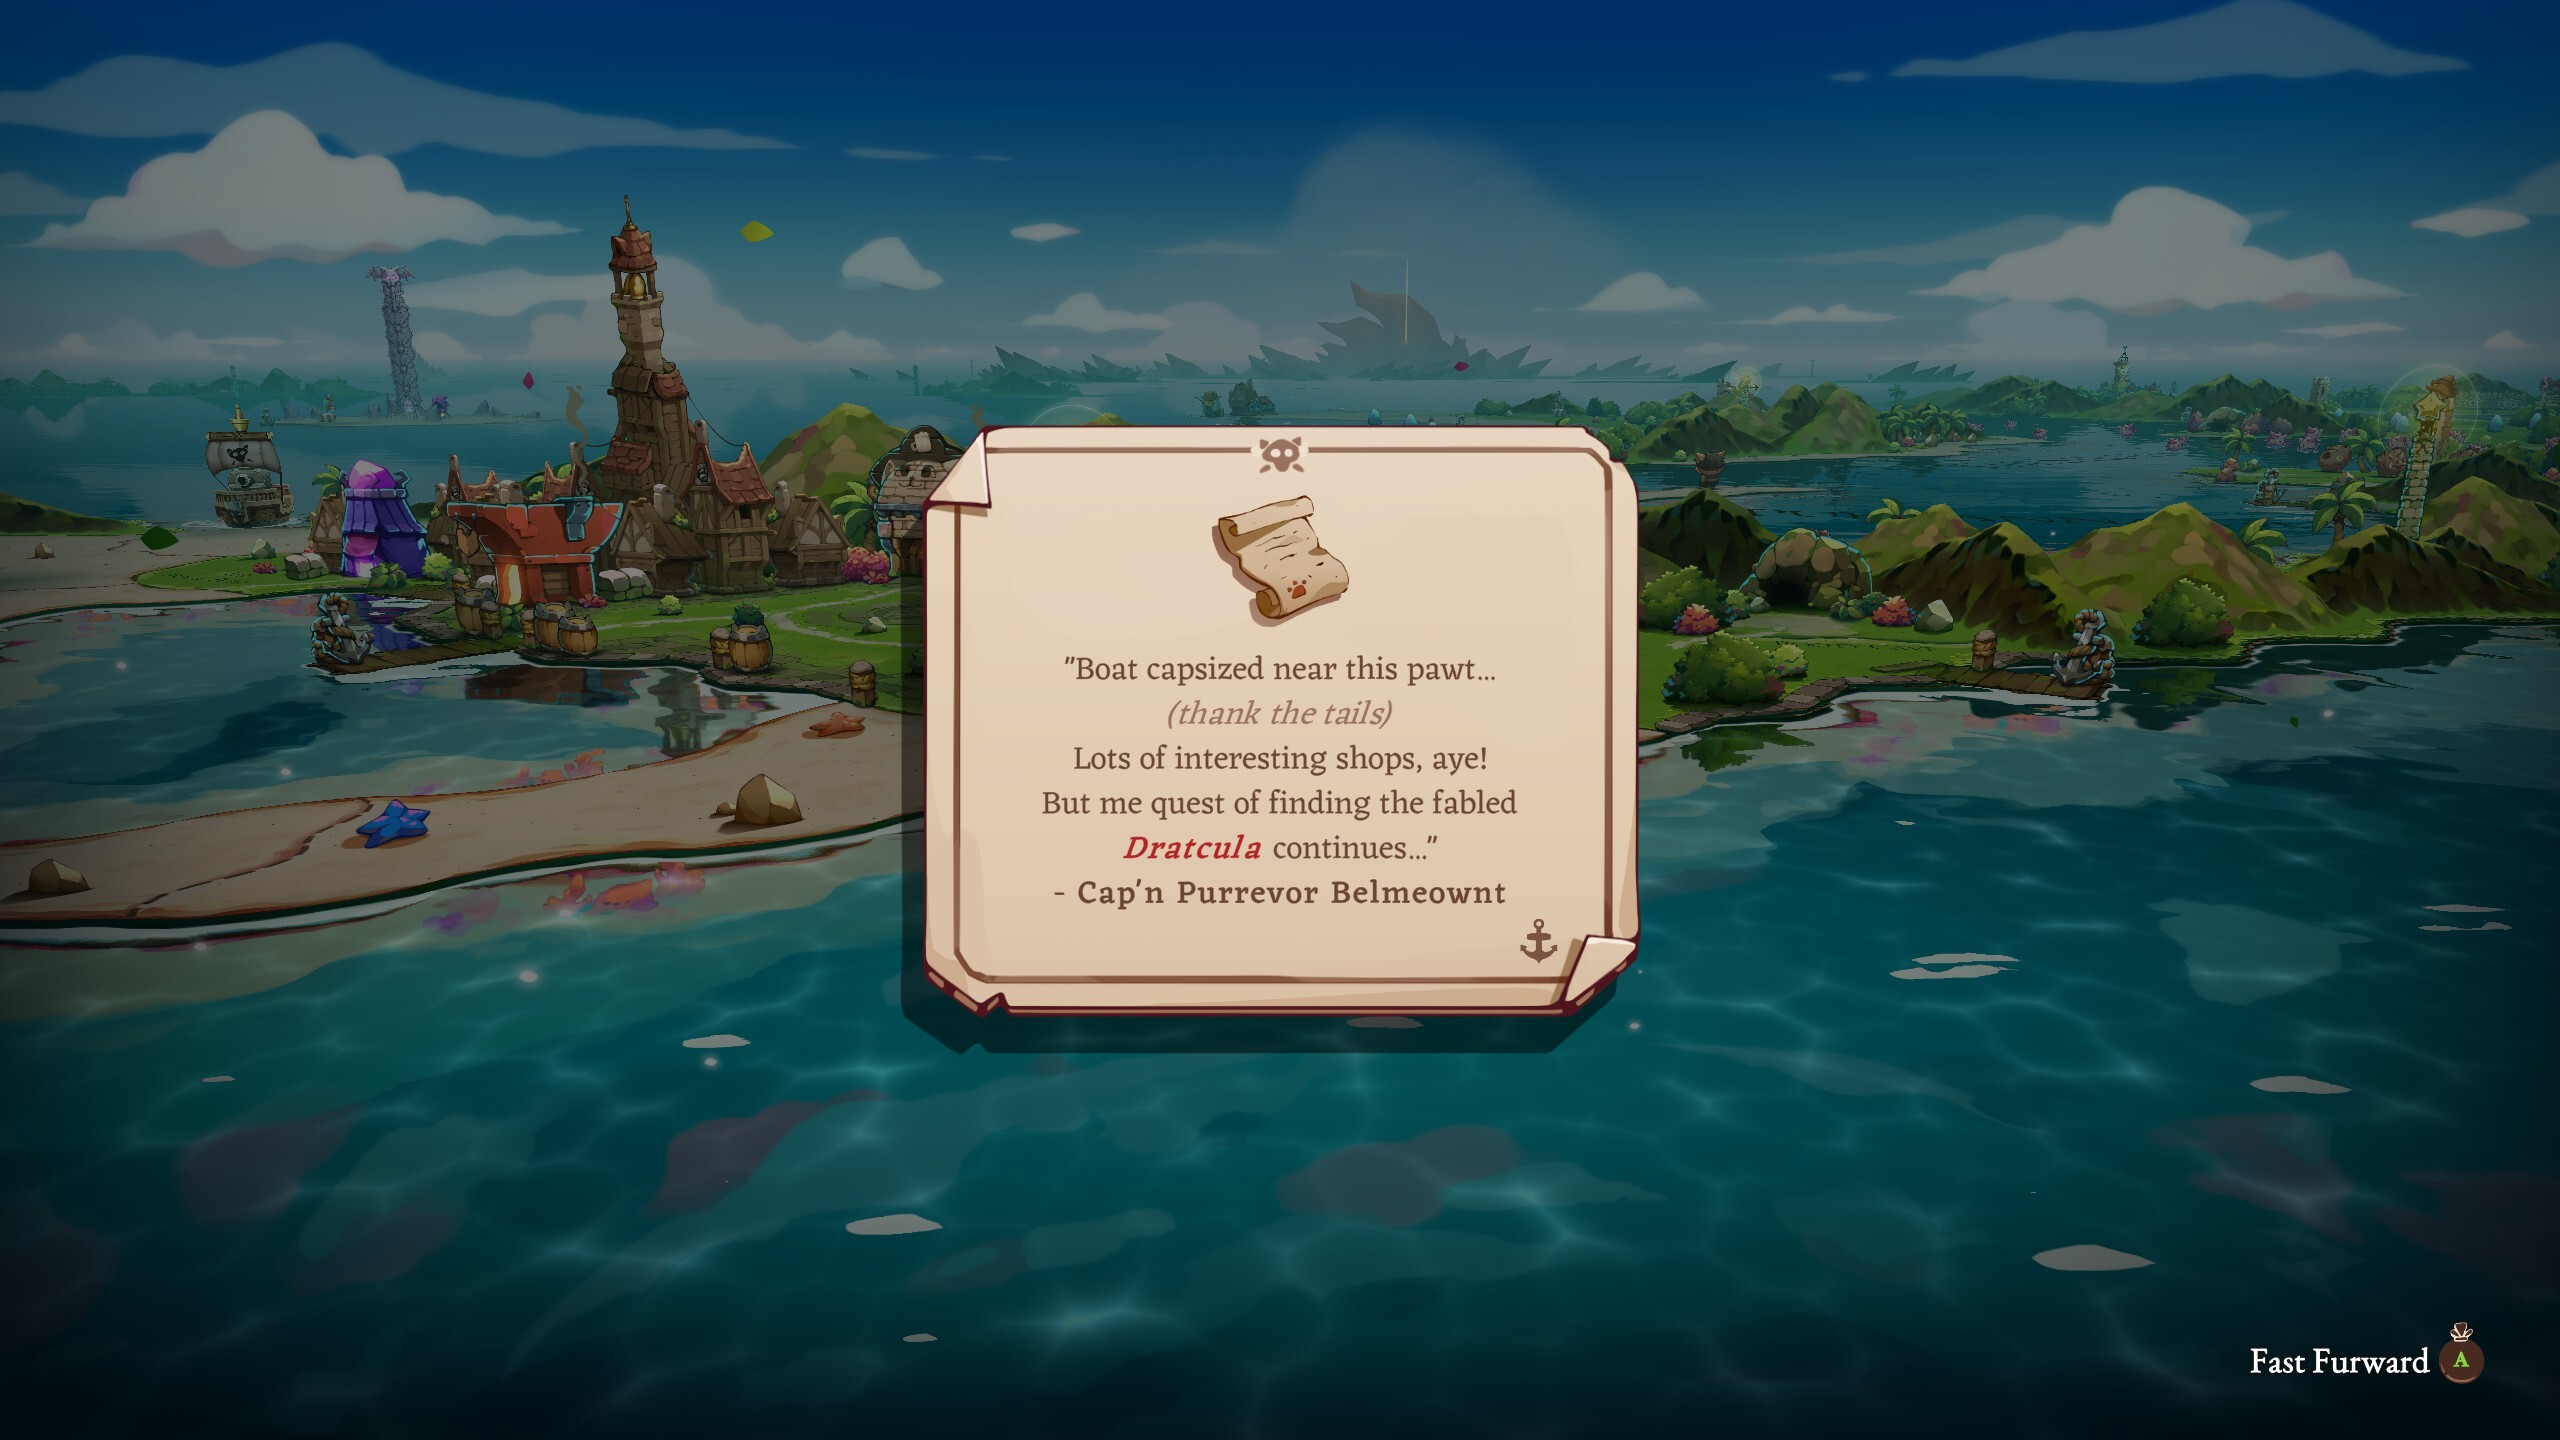 "Boat capsized near this pawt...
(thank the tails)
Lots of interesting shops, aye!
But me quest of finding the fabled
Dratcula continues..."
- Cap'n Purrevor Belmeownt
Fast Furward A